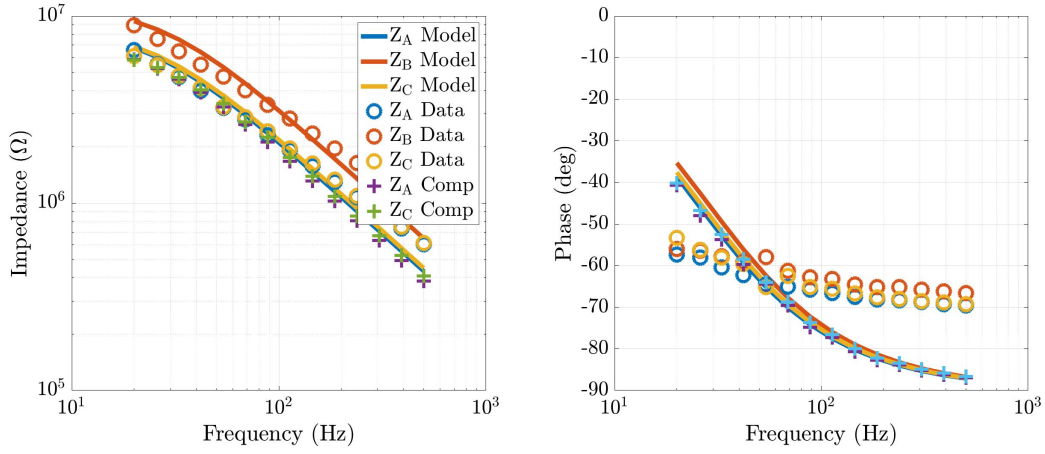 10^7
10^6
10^5
Impedance (Ω)
Z_A Model
Z_B Model
Z_C Model
Z_A Data
Z_B Data
Z_C Data
Z_A Comp
Z_C Comp
10^1 10^2 10^3
Frequency (Hz)
0
-10
-20
-30
-40
-50
-60
-70
-80
-90
Phase (deg)
10^1 10^2 10^3
Frequency (Hz)